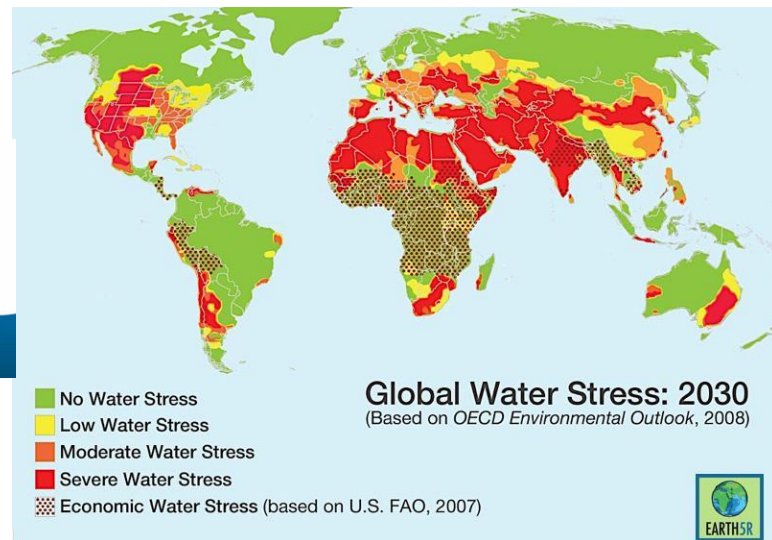 Global Water Stress: 2030
(Based on OECD Environmental Outlook, 2008)
No Water Stress
Low Water Stress
Moderate Water Stress
Severe Water Stress
Economic Water Stress (based on U.S. FAO, 2007)
EARTH5R